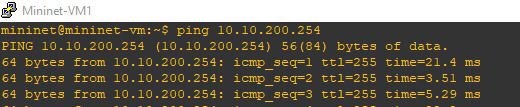 Mininet-VM1
mininet@mininet-vm:~$ ping 10.10.200.254
PING 10.10.200.254 (10.10.200.254) 56(84) bytes of data.
64 bytes from 10.10.200.254: icmp_seq=1 ttl=255 time=21.4 ms
64 bytes from 10.10.200.254: icmp_seq=2 ttl=255 time=3.51 ms
64 bytes from 10.10.200.254: icmp_seq=3 ttl=255 time=5.29 ms